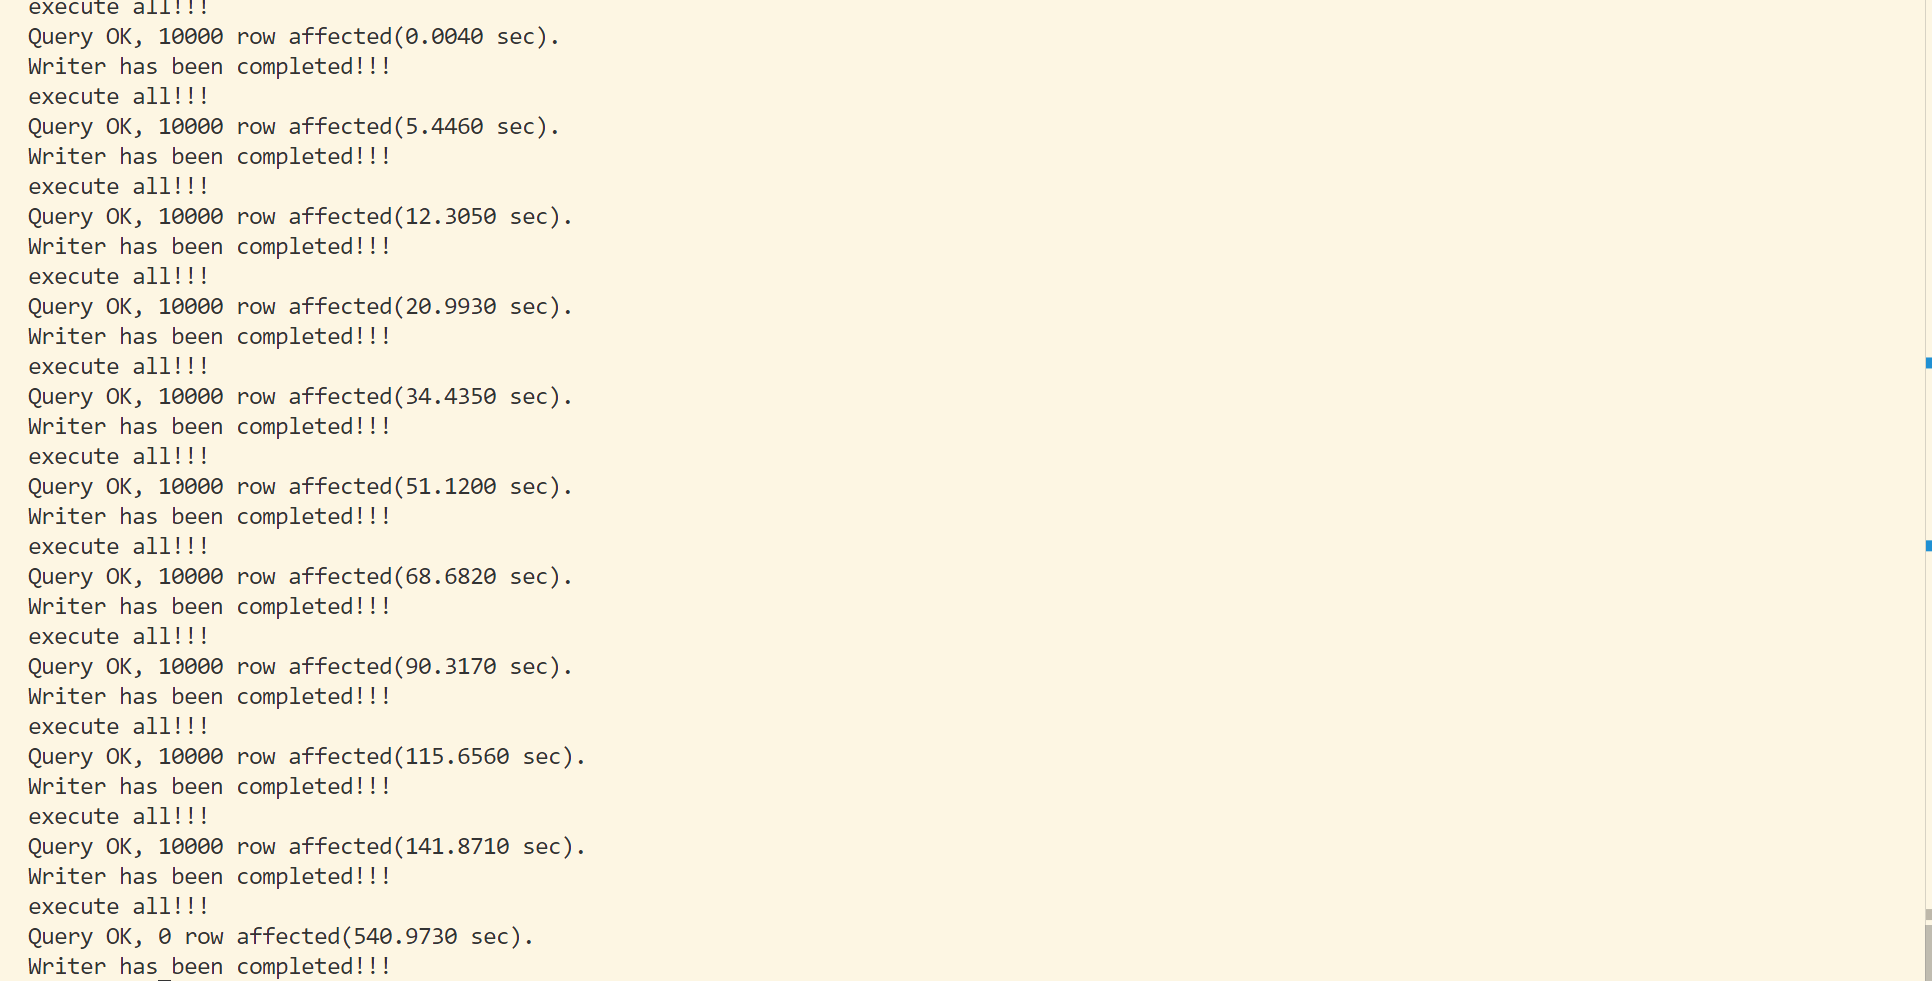 execute all!!!
Query OK, 10000 row affected(0.0040 sec).
Writer has been completed!!!
execute all!!!
Query OK, 10000 row affected(5.4460 sec).
Writer has been completed!!!
execute all!!!
Query OK, 10000 row affected(12.3050 sec).
Writer has been completed!!!
execute all!!!
Query OK, 10000 row affected(20.9930 sec).
Writer has been completed!!!
execute all!!!
Query OK, 10000 row affected(34.4350 sec).
Writer has been completed!!!
execute all!!!
Query OK, 10000 row affected(51.1200 sec).
Writer has been completed!!!
execute all!!!
Query OK, 10000 row affected(68.6820 sec).
Writer has been completed!!!
execute all!!!
Query OK, 10000 row affected(90.3170 sec).
Writer has been completed!!!
execute all!!!
Query OK, 10000 row affected(115.6560 sec).
Writer has been completed!!!
execute all!!!
Query OK, 10000 row affected(141.8710 sec).
Writer has been completed!!!
execute all!!!
Query OK, 0 row affected(540.9730 sec).
Writer has been completed!!!